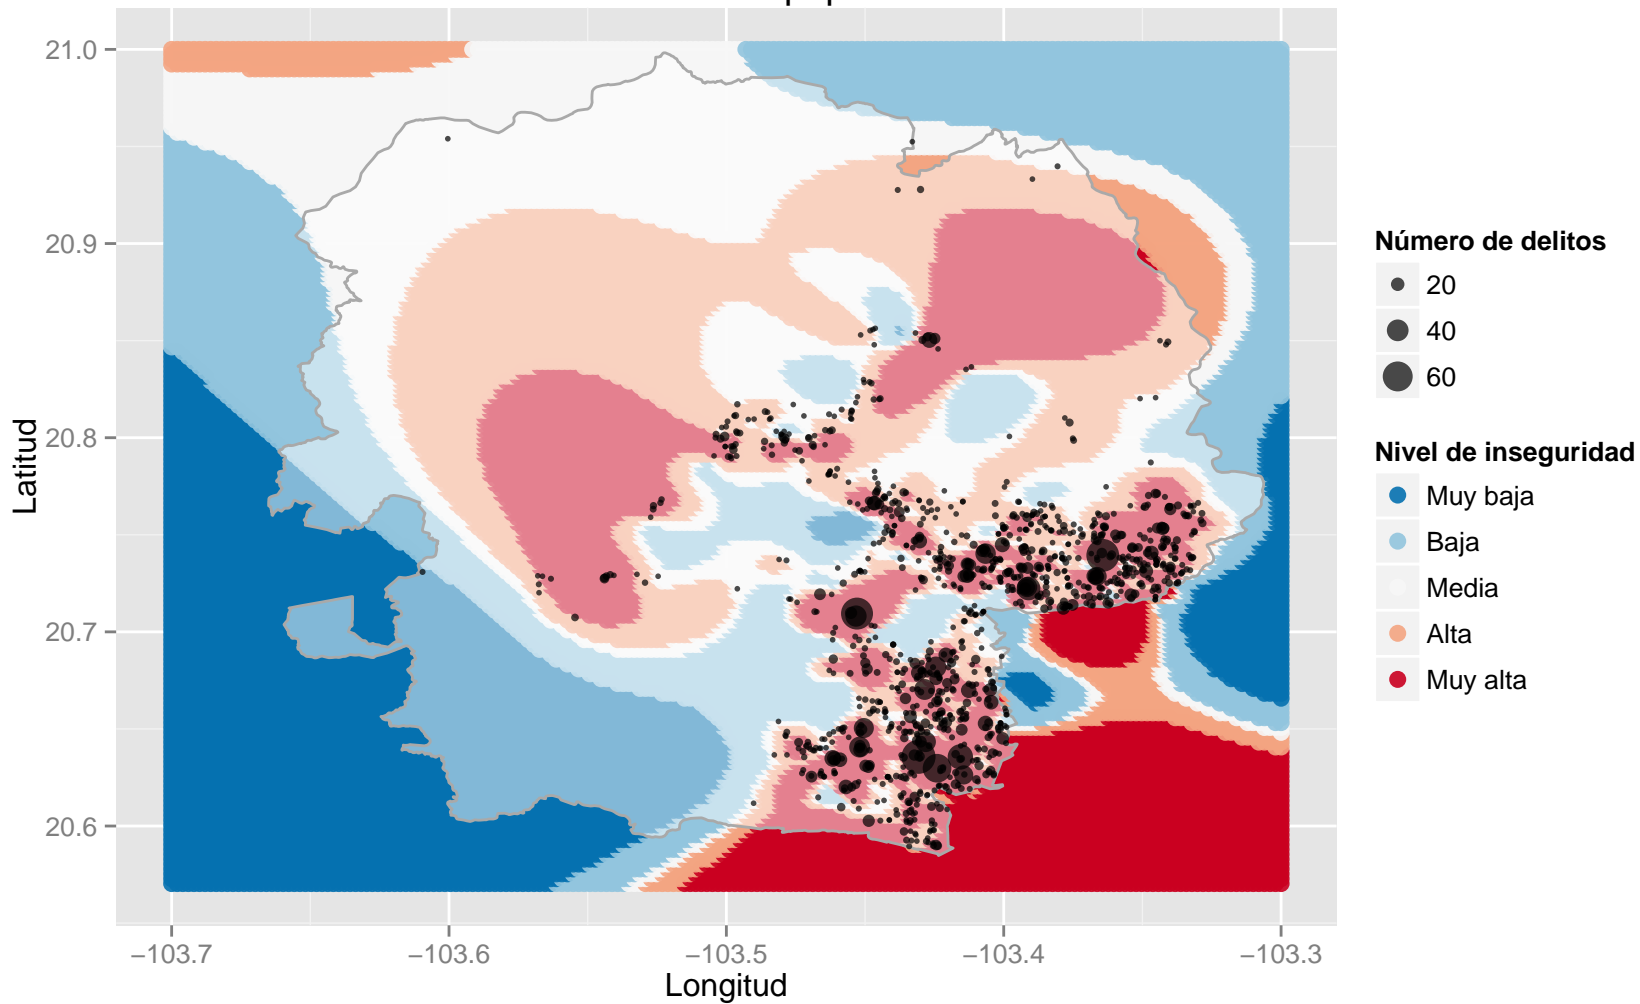 21.0
20.9
20.8
20.7
20.6
Latitud
−103.7
−103.6
−103.5
−103.4
−103.3
Longitud
Número de delitos
20
40
60
Nivel de inseguridad
Muy baja
Baja
Media
Alta
Muy alta